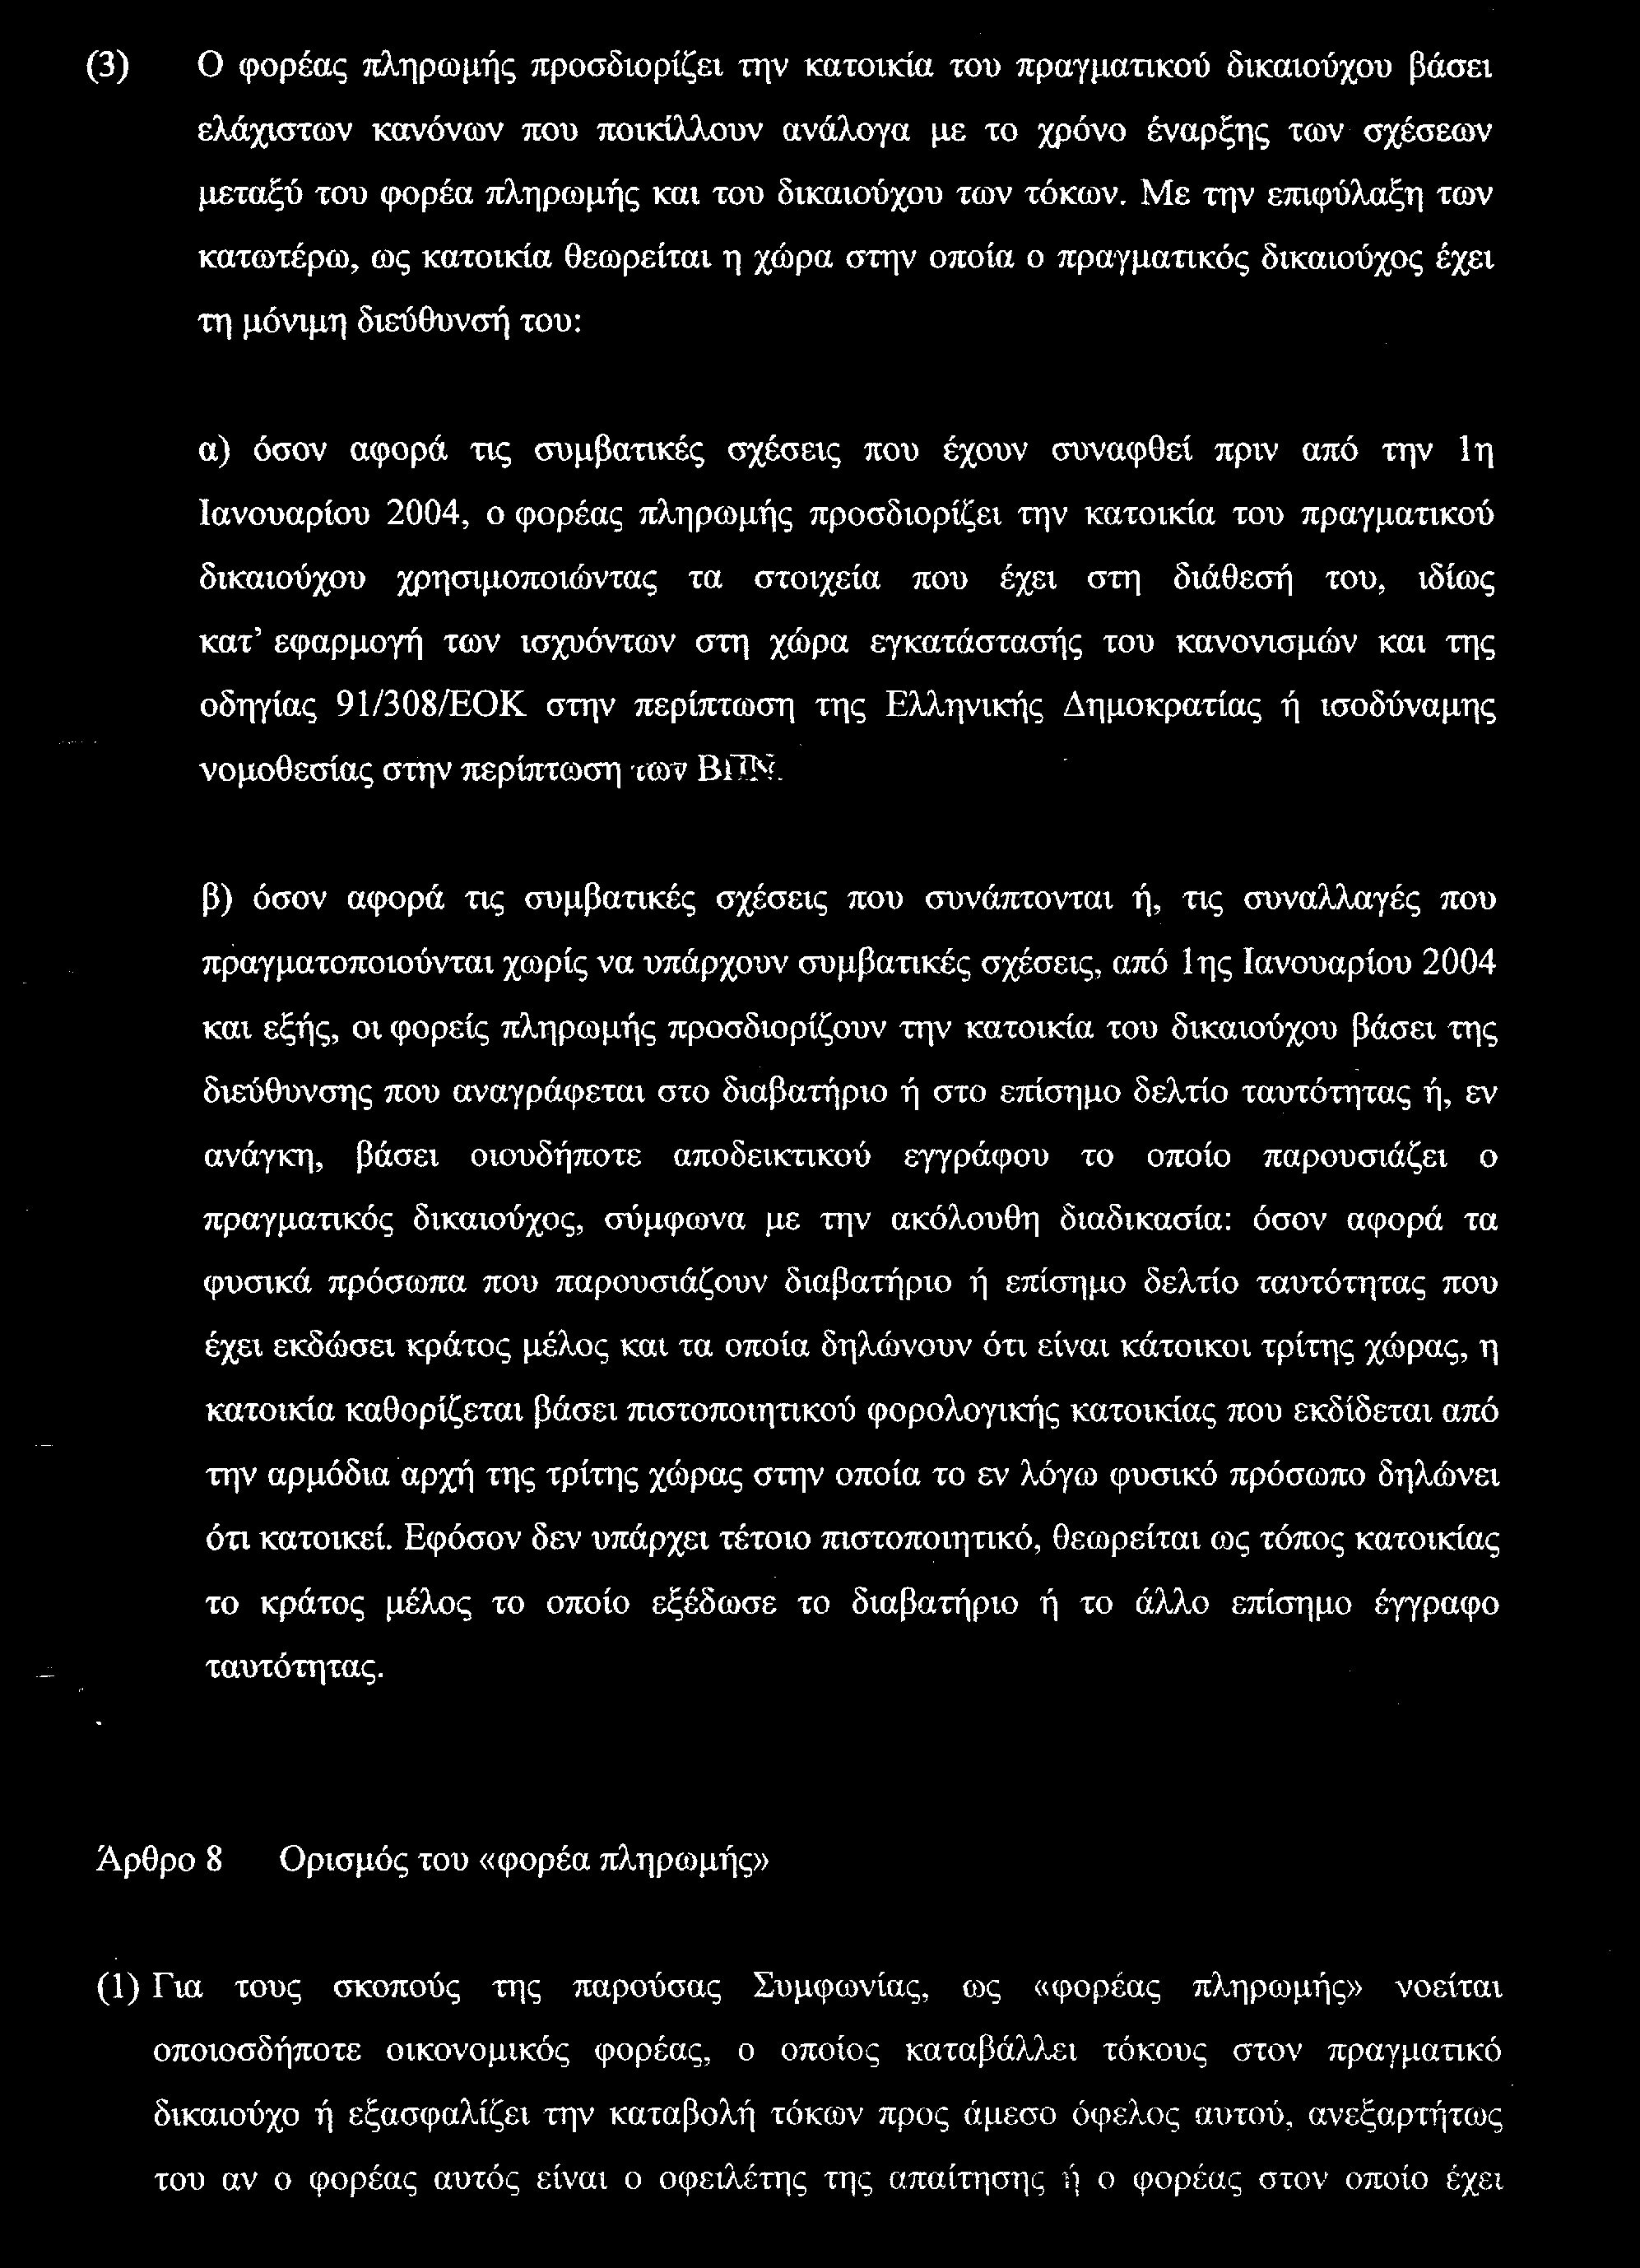 (3) Ο φορέας πληρωμής προσδιορίζει την κατοικία του πραγματικού δικαιούχου βάσει
ελάχιστων κανόνων που ποικίλλουν ανάλογα με το χρόνο έναρξης των σχέσεων
μεταξύ του φορέα πληρωμής και του δικαιούχου των τόκων. Με την επιφύλαξη των
κατωτέρω, ως κατοικία θεωρείται η χώρα στην οποία ο πραγματικός δικαιούχος έχει
τη μόνιμη διεύθυνσή του:
α) όσον αφορά τις συμβατικές σχέσεις που έχουν συναφθεί πριν από την 1η
Ιανουαρίου 2004, ο φορέας πληρωμής προσδιορίζει την κατοικία του πραγματικού
δικαιούχου χρησιμοποιώντας τα στοιχεία που έχει στη διάθεσή του, ιδίως
κατ’ εφαρμογή των ισχυόντων στη χώρα εγκατάστασής του κανονισμών και της
οδηγίας 91/308/ΕΟΚ στην περίπτωση της Ελληνικής Δημοκρατίας ή ισοδύναμης
νομοθεσίας στην περίπτωση των
β) όσον αφορά τις συμβατικές σχέσεις που συνάπτονται ή, τις συναλλαγές που
πραγματοποιούνται χωρίς να υπάρχουν συμβατικές σχέσεις, από 1ης Ιανουαρίου 2004
και εξής, οι φορείς πληρωμής προσδιορίζουν την κατοικία του δικαιούχου βάσει της
διεύθυνσης που αναγράφεται στο διαβατήριο ή στο επίσημο δελτίο ταυτότητας ή, εν
ανάγκη, βάσει οιουδήποτε αποδεικτικού εγγράφου το οποίο παρουσιάζει ο
πραγματικός δικαιούχος, σύμφωνα με την ακόλουθη διαδικασία: όσον αφορά τα
φυσικά πρόσωπα που παρουσιάζουν διαβατήριο ή επίσημο δελτίο ταυτότητας που
έχει εκδώσει κράτος μέλος και τα οποία δηλώνουν ότι είναι κάτοικοι τρίτης χώρας, η
κατοικία καθορίζεται βάσει πιστοποιητικού φορολογικής κατοικίας που εκδίδεται από
την αρμόδια αρχή της τρίτης χώρας στην οποία το εν λόγω φυσικό πρόσωπο δηλώνει
ότι κατοικεί. Εφόσον δεν υπάρχει τέτοιο πιστοποιητικό, θεωρείται ως τόπος κατοικίας
το κράτος μέλος το οποίο εξέδωσε το διαβατήριο ή το άλλο επίσημο έγγραφο
ταυτότητας.
Άρθρο 8 Ορισμός του «φορέα πληρωμής»
(1) Για τους σκοπούς της παρούσας Συμφωνίας, ως «φορέας πληρωμής» νοείται
οποιοσδήποτε οικονομικός φορέας, ο οποίος καταβάλλει τόκους στον πραγματικό
δικαιούχο ή εξασφαλίζει την καταβολή τόκων προς άμεσο όφελος αυτού, ανεξαρτήτως
του αν ο φορέας αυτός είναι ο οφειλέτης της απαίτησης ή ο φορέας στον οποίο έχει